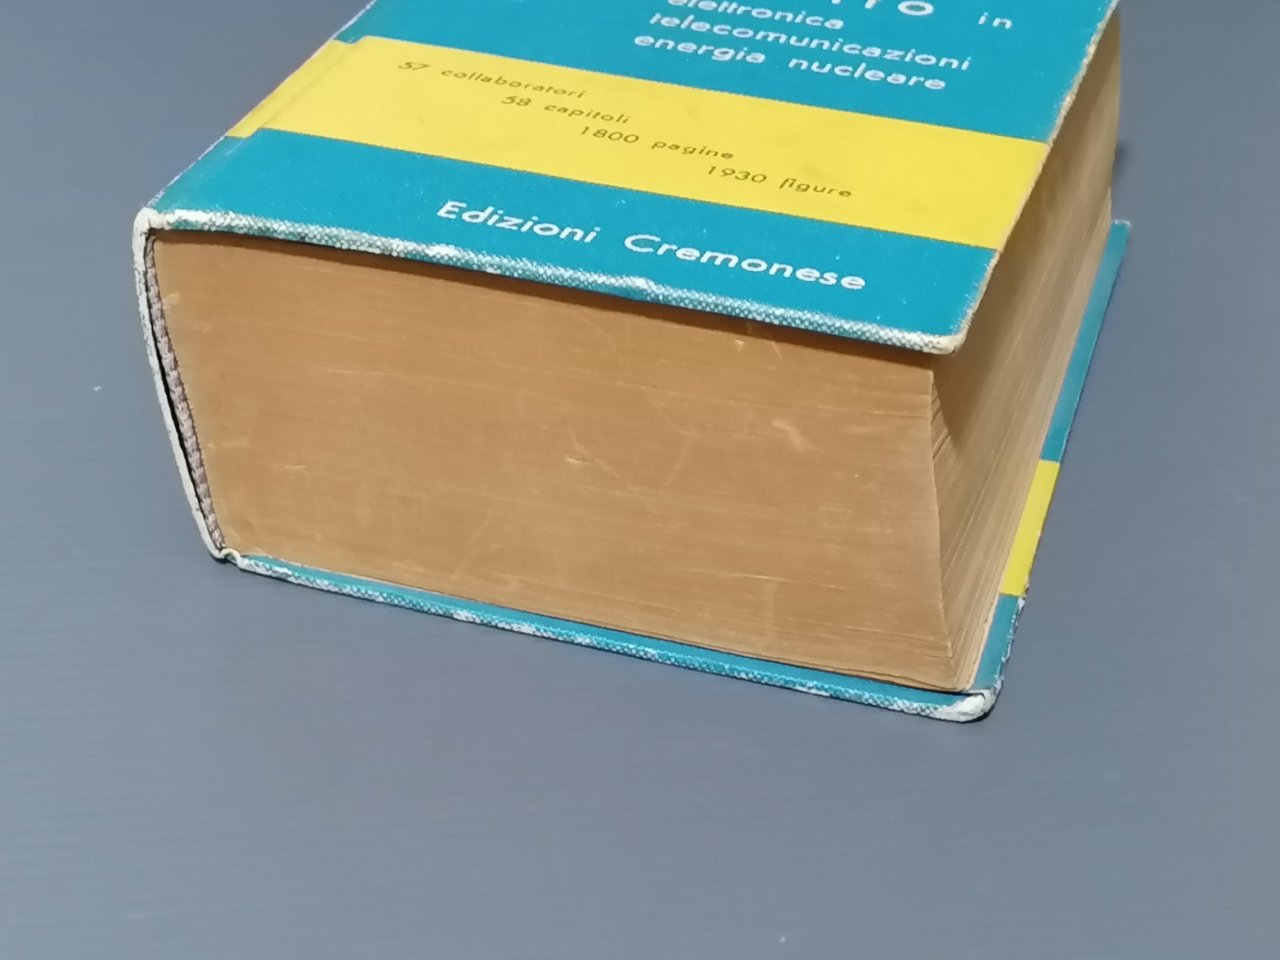 in
elettronica
telecomunicazioni
energia nucleare
57 collaboratori
58 capitoli
1800 pagine
1930 figure
Edizioni Cremonese